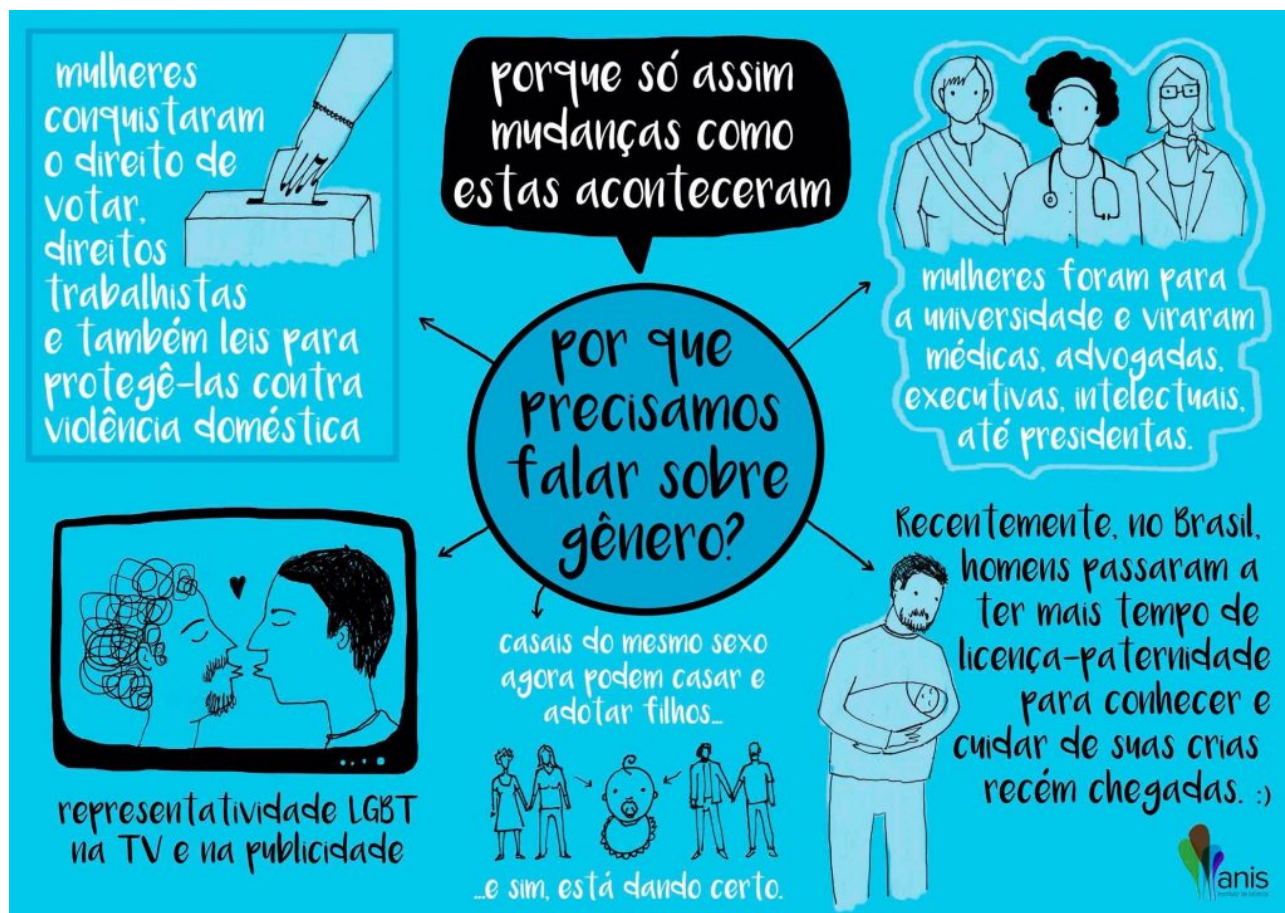 mulheres
conquistaram
o direito de
votar,
direitos
trabalhistas
e também leis para
protegê-las contra
violência doméstica
porque só assim
mudanças como
estas aconteceram
mulheres foram para
a universidade e viraram
médicas, advogadas,
executivas, intelectuais,
até presidentas.
por que
precisamos
falar sobre
gênero?
representatividade LGBT
na TV e na publicidade
casais do mesmo sexo
agora podem casar e
adotar filhos...
...e sim, está dando certo.
Recentemente, no Brasil,
homens passaram a
ter mais tempo de
licença-paternidade
para conhecer e
cuidar de suas crias
recém chegadas. :)
anis